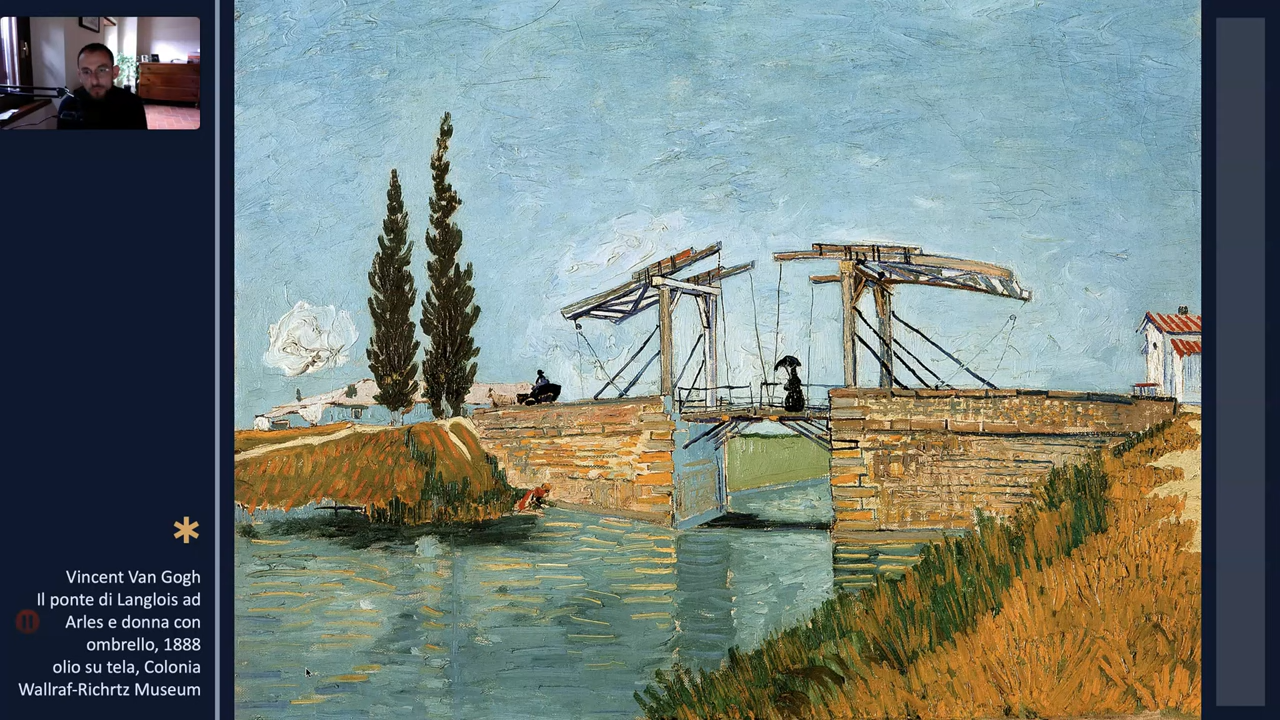 *
Vincent Van Gogh
Il ponte di Langlois ad
Arles e donna con
ombrello, 1888
olio su tela, Colonia
Wallraf-Richrtz Museum